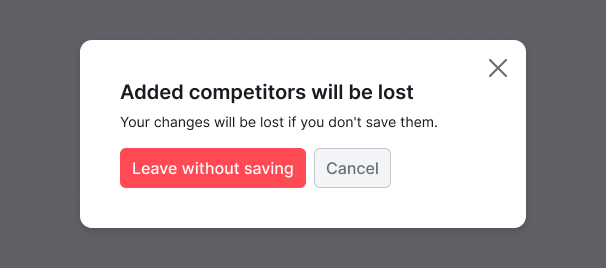 Added competitors will be lost
Your changes will be lost if you don't save them.
Leave without saving
Cancel